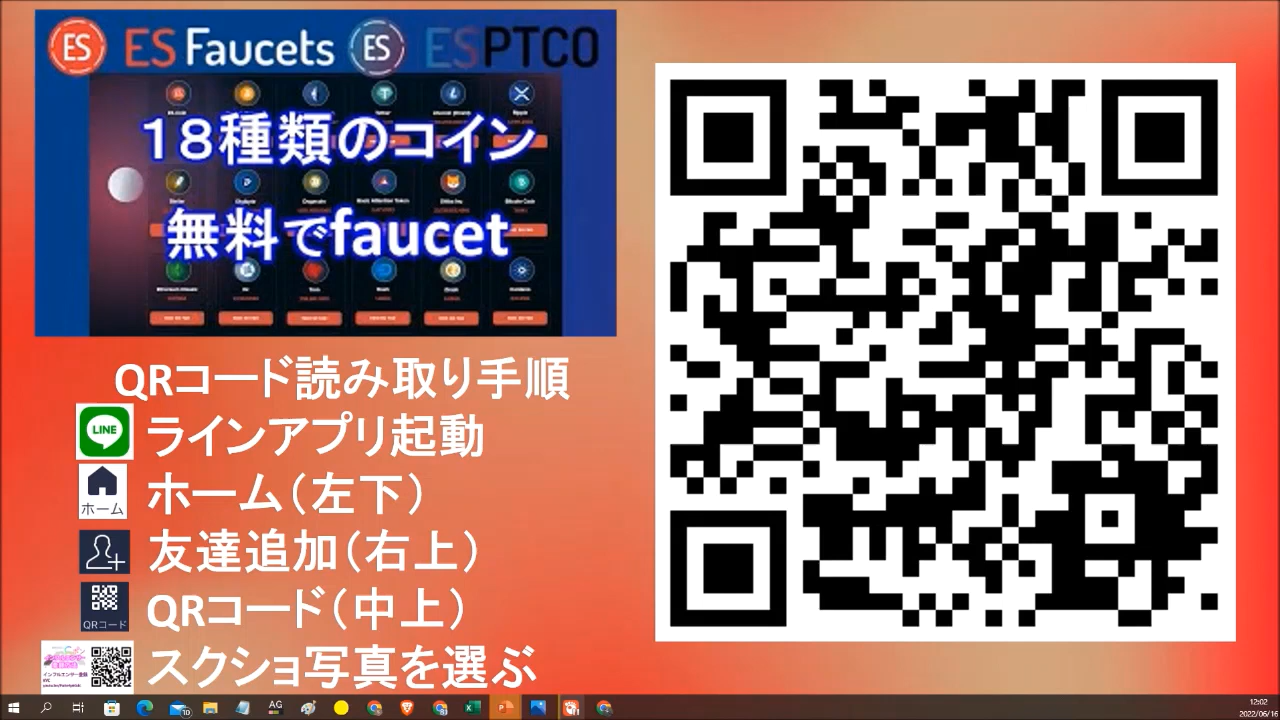 ES ES Faucets ES ESPTCO
18種類のコイン
無料でfaucet
QRコード読み取り手順
LINE ラインアプリ起動
ホーム ホーム(左下)
友達追加(右上)
QRコード QRコード(中上)
スクショ写真を選ぶ
12:02
2022/06/16